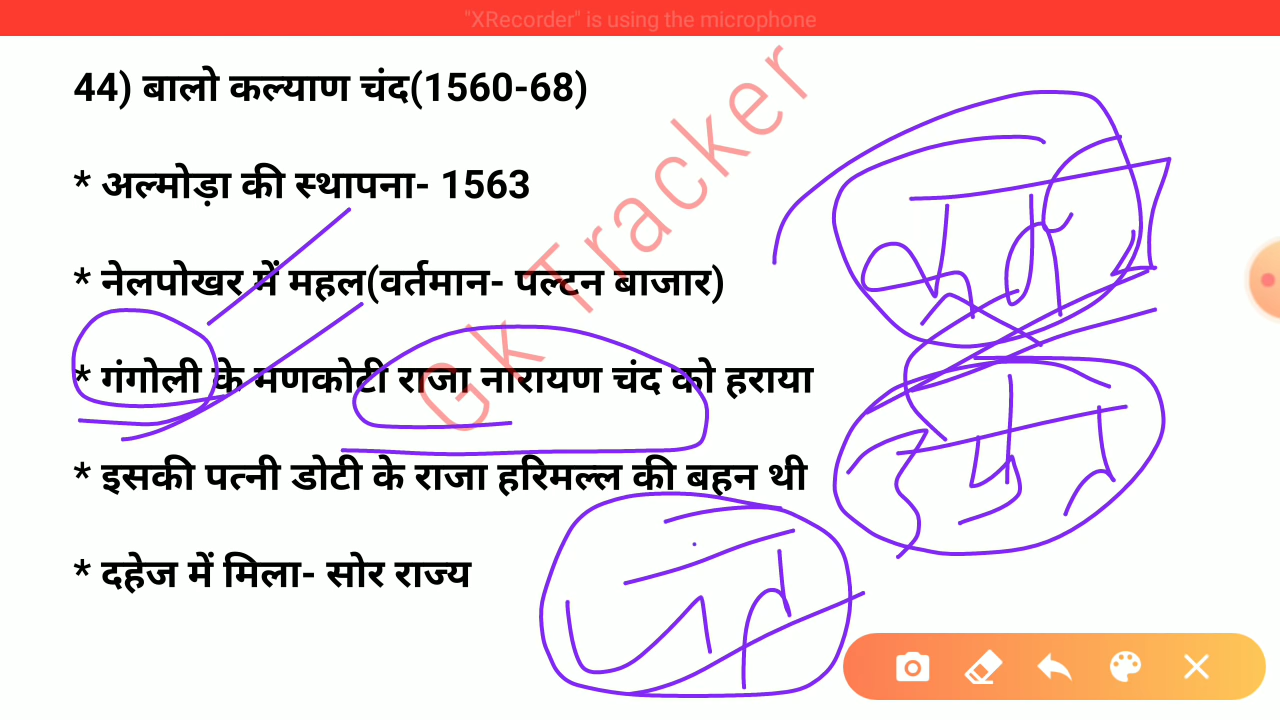 "XRecorder" is using the microphone
44) बालो कल्याण चंद(1560-68)
* अल्मोड़ा की स्थापना- 1563
* नेलपोखर में महल(वर्तमान- पल्टन बाजार)
* गंगोली के मणकोटी राजा नारायण चंद को हराया
* इसकी पत्नी डोटी के राजा हरिमल्ल की बहन थी
* दहेज में मिला- सोर राज्य
Gk Tracker